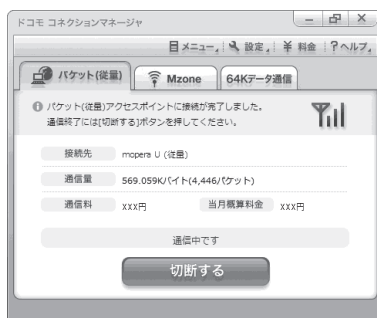 ドコモ コネクションマネージャ
メニュー 設定 ¥ 料金 ?ヘルプ
パケット(従量) Mzone 64Kデータ通信
パケット(従量)アクセスポイントに接続が完了しました。
通信終了には[切断する]ボタンを押してください。
接続先 mopera U (従量)
通信量 569.059Kバイト(4,446パケット)
通信料 xxx円 当月概算料金 xxx円
通信中です
切断する